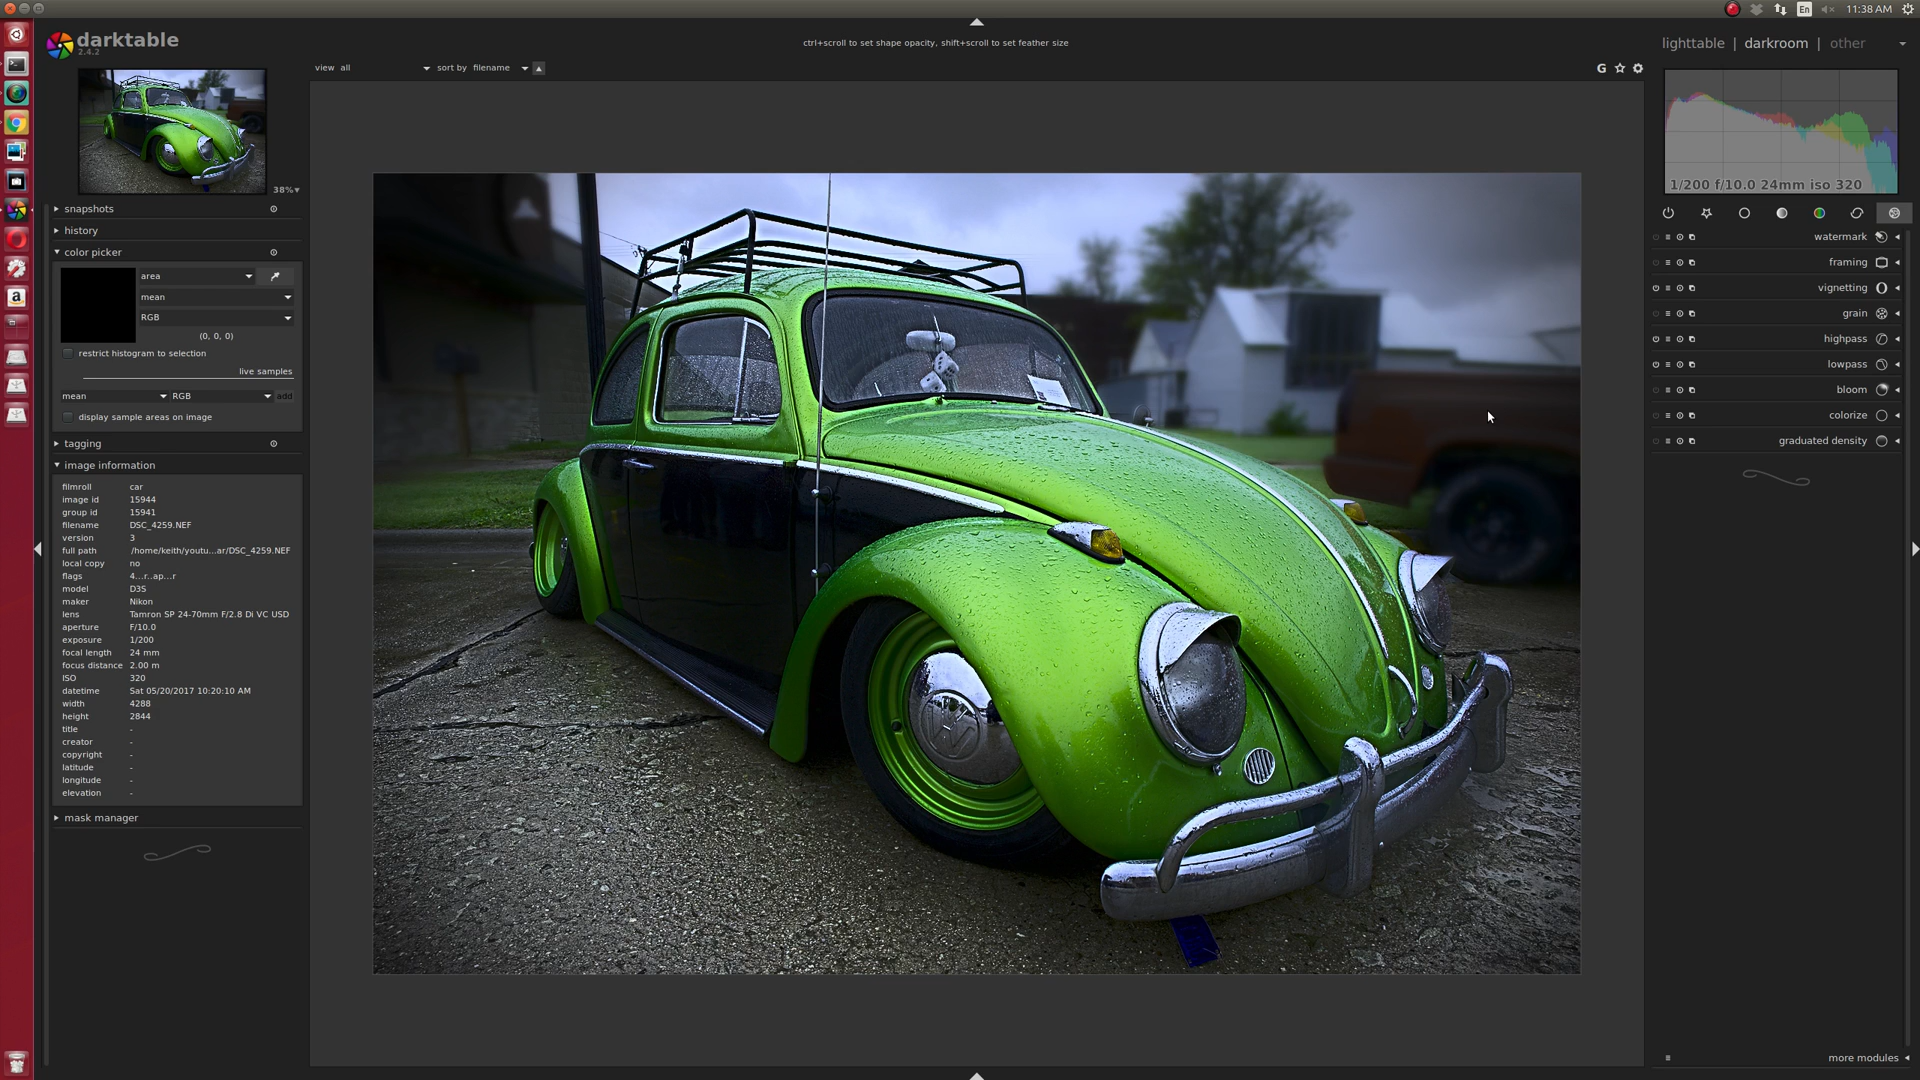 11:38 AM
En
darktable
2.4.2
ctrl+scroll to set shape opacity, shift+scroll to set feather size
lighttable | darkroom | other
view all sort by filename
G
38%
1/200 f/10.0 24mm iso 320
snapshots
history
color picker
area
mean
RGB
(0, 0, 0)
restrict histogram to selection
live samples
mean RGB add
display sample areas on image
tagging
image information
filmroll car
image id 15944
group id 15941
filename DSC_4259.NEF
version 3
full path /home/keith/youtu...ar/DSC_4259.NEF
local copy no
flags 4...r..ap...r
model D3S
maker Nikon
lens Tamron SP 24-70mm F/2.8 Di VC USD
aperture F/10.0
exposure 1/200
focal length 24 mm
focus distance 2.00 m
ISO 320
datetime Sat 05/20/2017 10:20:10 AM
width 4288
height 2844
title -
creator -
copyright -
latitude -
longitude -
elevation -
mask manager
watermark
framing
vignetting
grain
highpass
lowpass
bloom
colorize
graduated density
more modules